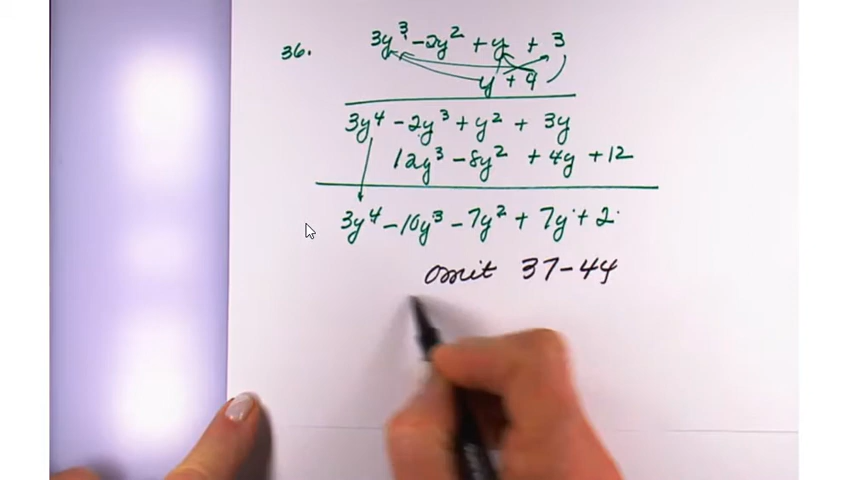 36. 3y³ - 2y² + y + 3
y + 4
3y⁴ - 2y³ + y² + 3y
12y³ - 8y² + 4y + 12
3y⁴ - 10y³ - 7y² + 7y + 2
omit 37-44